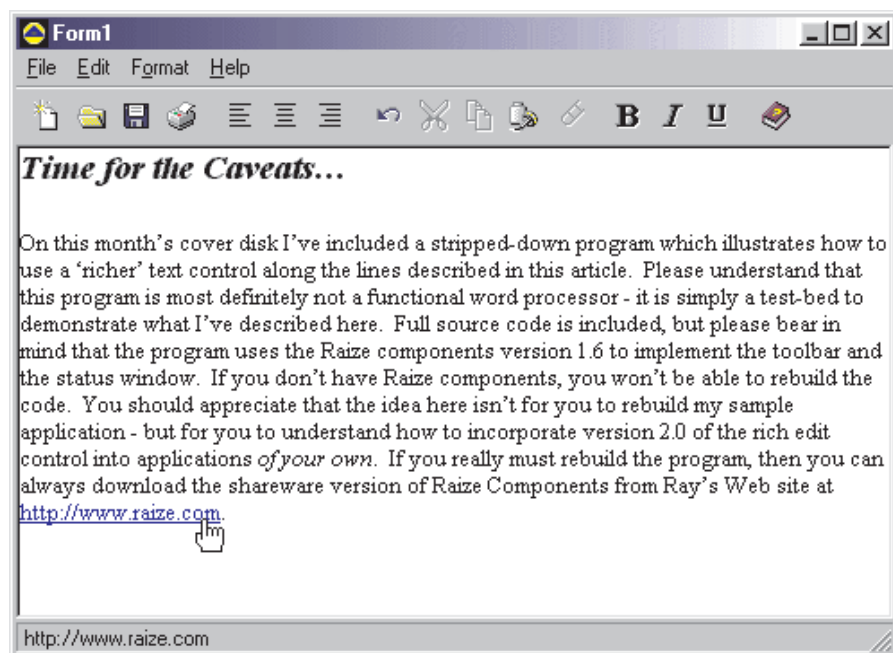 Form1
File Edit Format Help
B I U
Time for the Caveats...
On this month’s cover disk I’ve included a stripped-down program which illustrates how to
use a ‘richer’ text control along the lines described in this article.  Please understand that
this program is most definitely not a functional word processor - it is simply a test-bed to
demonstrate what I’ve described here.  Full source code is included, but please bear in
mind that the program uses the Raize components version 1.6 to implement the toolbar and
the status window.  If you don’t have Raize components, you won’t be able to rebuild the
code.  You should appreciate that the idea here isn’t for you to rebuild my sample
application - but for you to understand how to incorporate version 2.0 of the rich edit
control into applications of your own.  If you really must rebuild the program, then you can
always download the shareware version of Raize Components from Ray’s Web site at
http://www.raize.com.
http://www.raize.com